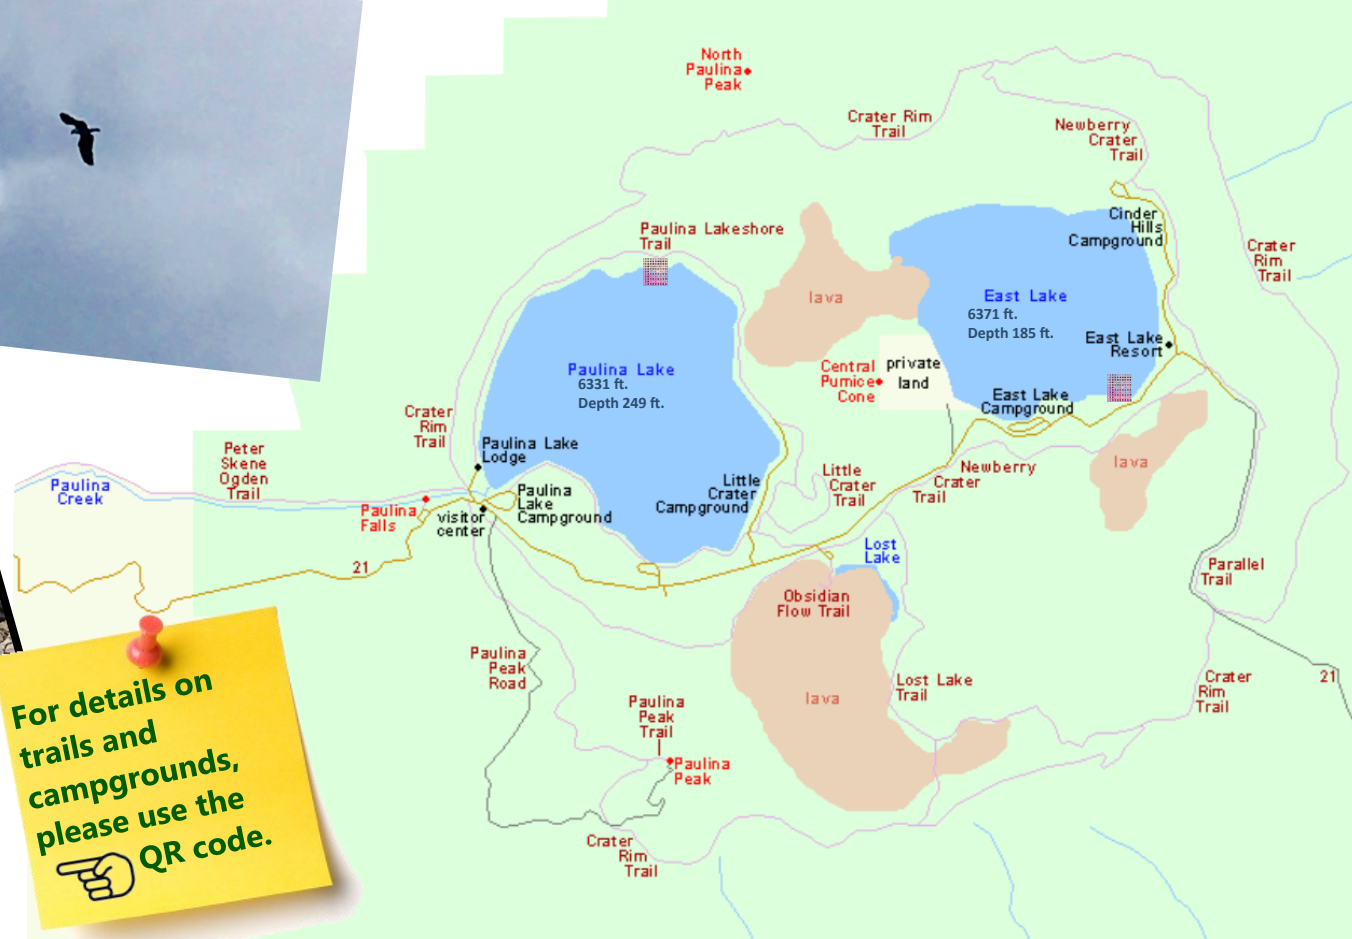 North
Paulina
Peak
Crater Rim
Trail
Newberry
Crater
Trail
Cinder
Hills
Campground
Crater
Rim
Trail
Paulina Lakeshore
Trail
lava
East Lake
6371 ft.
Depth 185 ft.
East Lake
Resort
Central
Pumice
Cone
private
land
East Lake
Campground
Paulina Lake
6331 ft.
Depth 249 ft.
Crater
Rim
Trail
Paulina Lake
Lodge
Peter
Skene
Ogden
Trail
Paulina
Creek
Paulina
Falls
visitor
center
Paulina
Lake
Campground
Little
Crater
Campground
Little
Crater
Trail
Newberry
Crater
Trail
lava
21
Lost
Lake
Obsidian
Flow Trail
Parallel
Trail
Paulina
Peak
Road
Lost Lake
Trail
lava
Crater
Rim
Trail
21
Paulina
Peak
Trail
Paulina
Peak
Crater
Rim
Trail
For details on
trails and
campgrounds,
please use the
QR code.